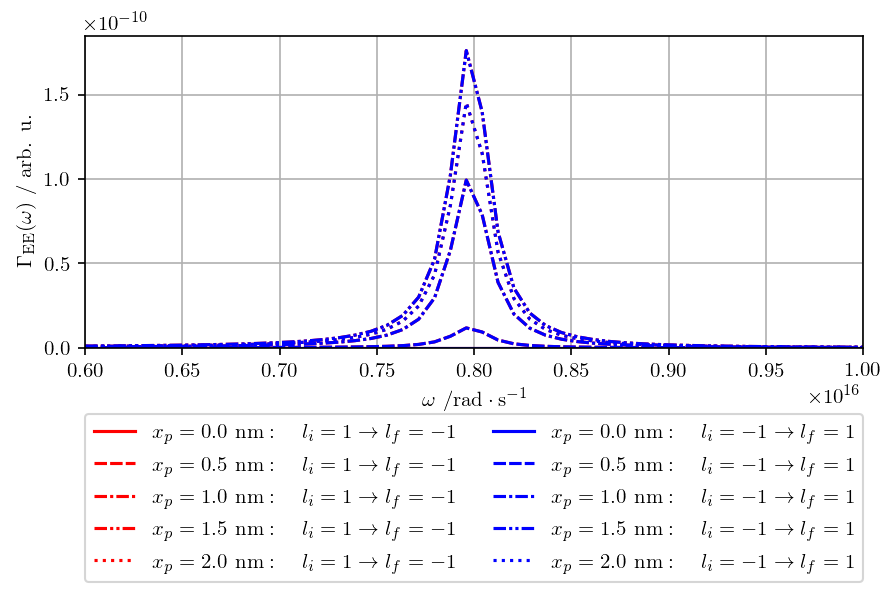 ×10⁻¹⁰
Γ_EE(ω) / arb. u.
1.5
1.0
0.5
0.0
0.60 0.65 0.70 0.75 0.80 0.85 0.90 0.95 1.00
ω /rad · s⁻¹
×10¹⁶
x_p = 0.0 nm : l_i = 1 → l_f = −1
x_p = 0.5 nm : l_i = 1 → l_f = −1
x_p = 1.0 nm : l_i = 1 → l_f = −1
x_p = 1.5 nm : l_i = 1 → l_f = −1
x_p = 2.0 nm : l_i = 1 → l_f = −1
x_p = 0.0 nm : l_i = −1 → l_f = 1
x_p = 0.5 nm : l_i = −1 → l_f = 1
x_p = 1.0 nm : l_i = −1 → l_f = 1
x_p = 1.5 nm : l_i = −1 → l_f = 1
x_p = 2.0 nm : l_i = −1 → l_f = 1